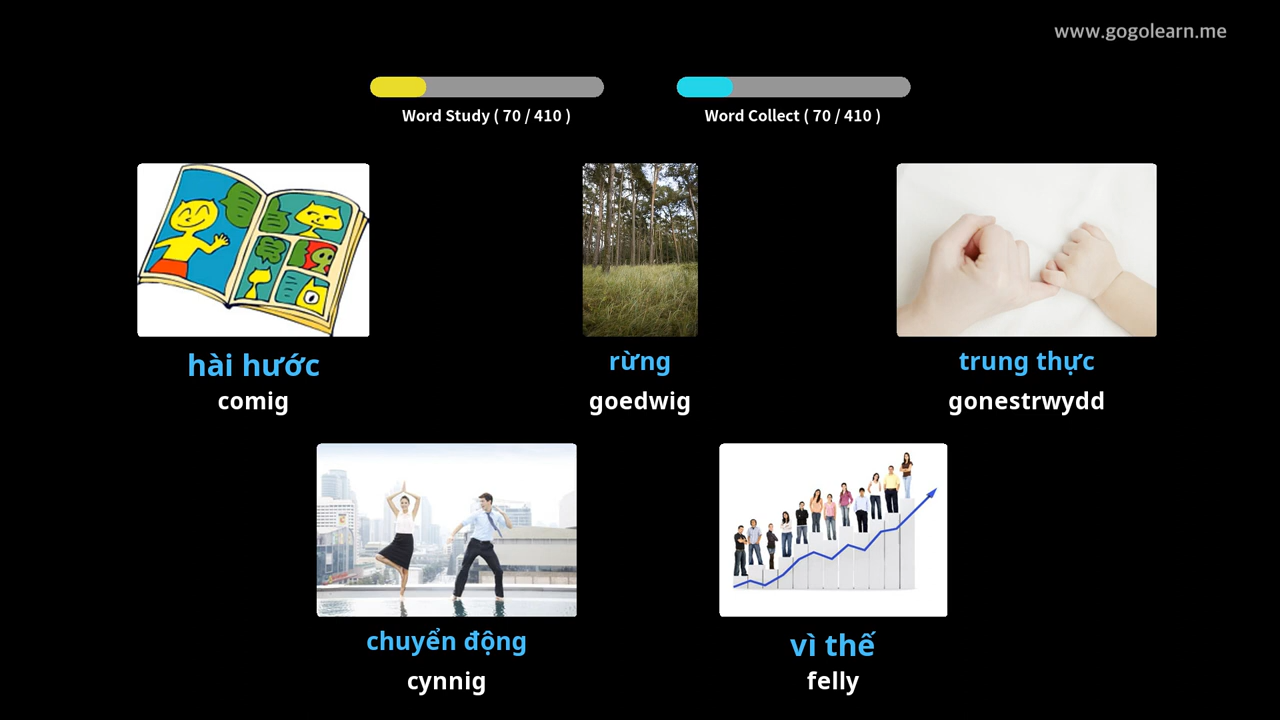 www.gogolearn.me
Word Study ( 70 / 410 )
Word Collect ( 70 / 410 )
hài hước
comig
rừng
goedwig
trung thực
gonestrwydd
chuyển động
cynnig
vì thế
felly